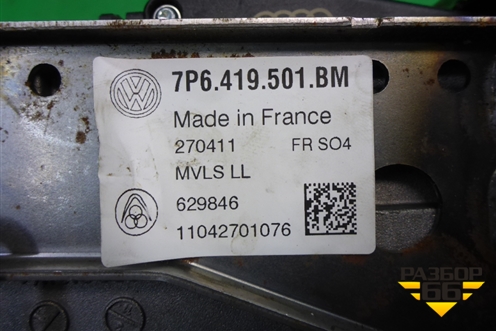 7P6.419.501.BM
Made in France
270411 FR SO4
MVLS LL
629846
11042701076
РАЗБОР
66